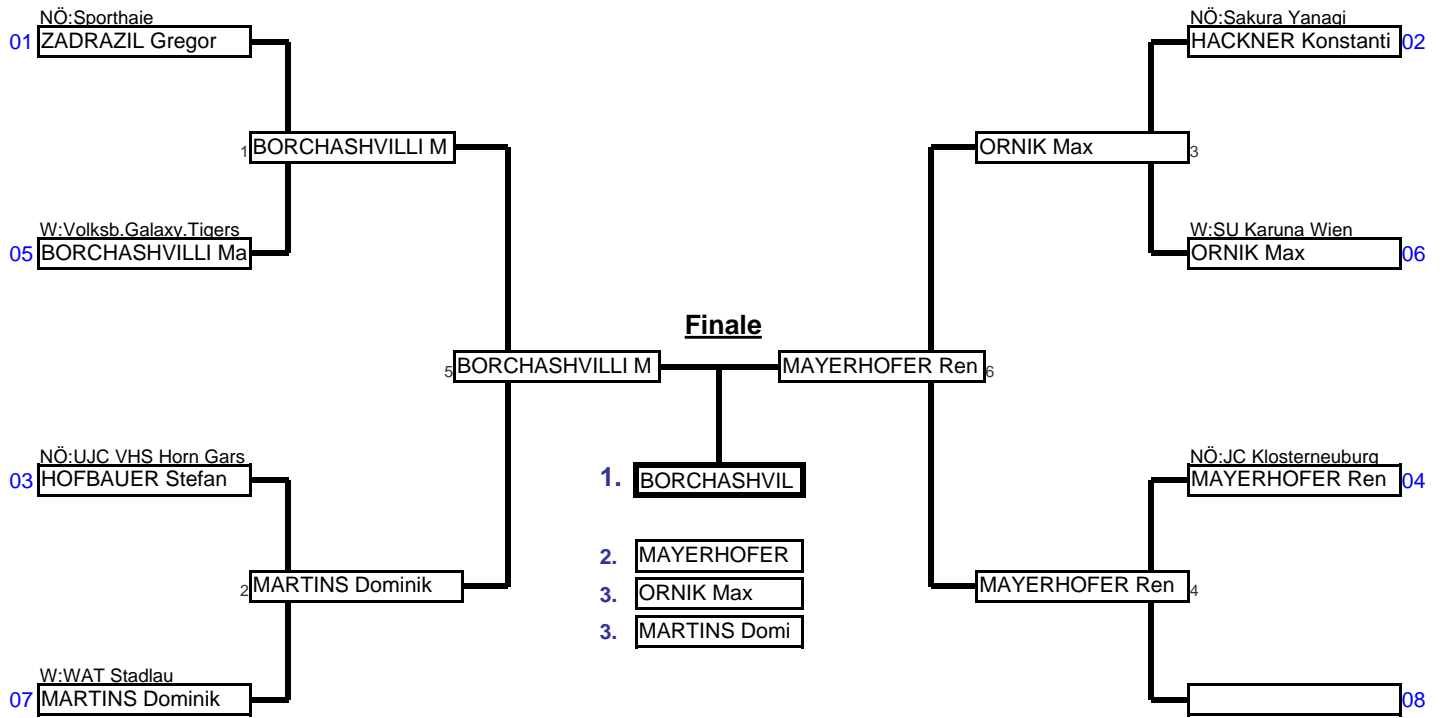 NÖ:Sporthaie
01 ZADRAZIL Gregor
NÖ:Sakura Yanagi
HACKNER Konstanti 02
1 BORCHASHVILLI M
ORNIK Max 3
W:Volksb.Galaxy.Tigers
05 BORCHASHVILLI Ma
W:SU Karuna Wien
ORNIK Max 06
Finale
5 BORCHASHVILLI M
MAYERHOFER Ren 6
NÖ:UJC VHS Horn Gars
03 HOFBAUER Stefan
1. BORCHASHVIL
NÖ:JC Klosterneuburg
MAYERHOFER Ren 04
2. MAYERHOFER
3. ORNIK Max
3. MARTINS Domi
2 MARTINS Dominik
MAYERHOFER Ren 4
W:WAT Stadlau
07 MARTINS Dominik
08